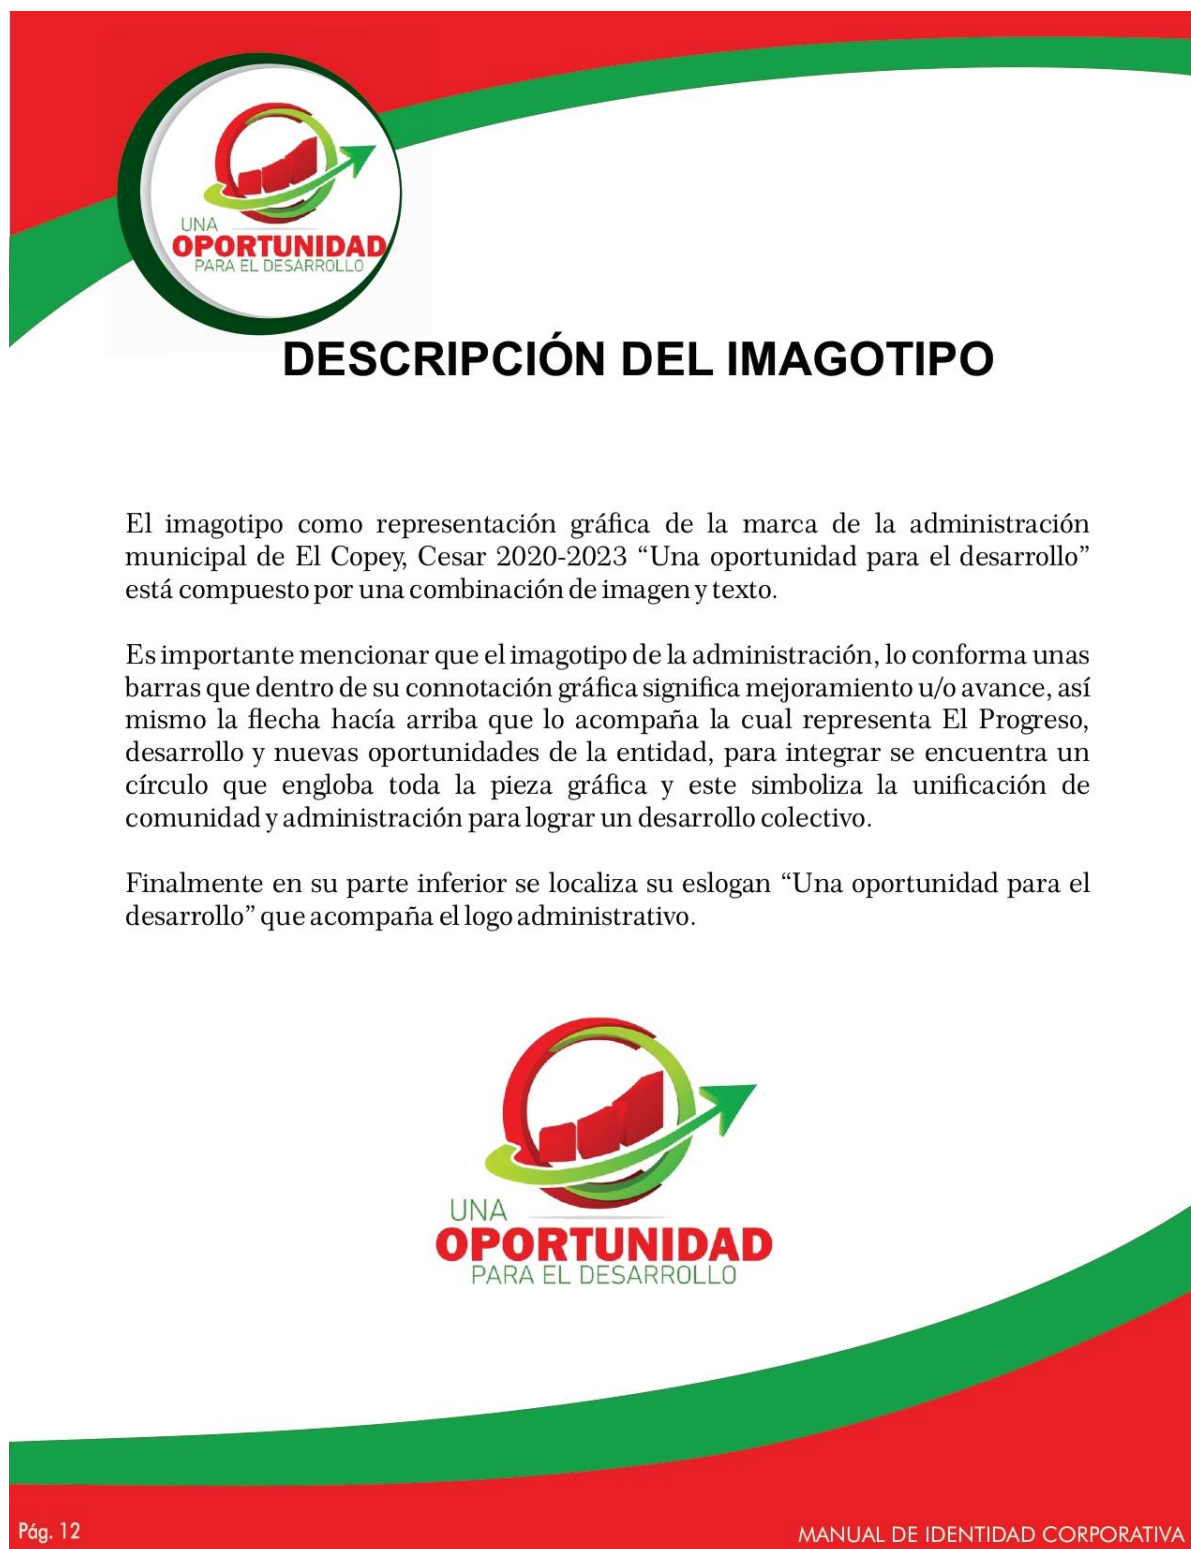 UNA
OPORTUNIDAD
PARA EL DESARROLLO
DESCRIPCIÓN DEL IMAGOTIPO
El imagotipo como representación gráfica de la marca de la administración
municipal de El Copey, Cesar 2020-2023 “Una oportunidad para el desarrollo”
está compuesto por una combinación de imagen y texto.
Es importante mencionar que el imagotipo de la administración, lo conforma unas
barras que dentro de su connotación gráfica significa mejoramiento u/o avance, así
mismo la flecha hacía arriba que lo acompaña la cual representa El Progreso,
desarrollo y nuevas oportunidades de la entidad, para integrar se encuentra un
círculo que engloba toda la pieza gráfica y este simboliza la unificación de
comunidad y administración para lograr un desarrollo colectivo.
Finalmente en su parte inferior se localiza su eslogan “Una oportunidad para el
desarrollo” que acompaña el logo administrativo.
UNA
OPORTUNIDAD
PARA EL DESARROLLO
Pág. 12
MANUAL DE IDENTIDAD CORPORATIVA